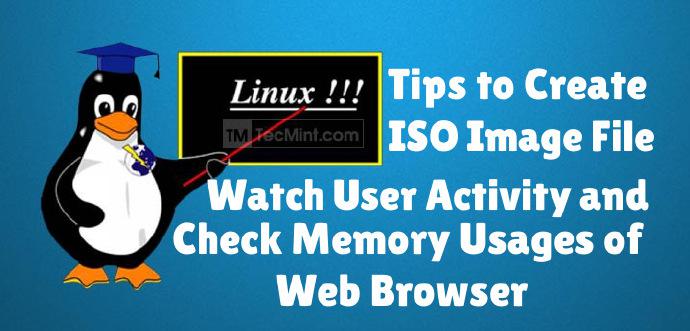 Linux !!!
TM TecMint.com
Tips to Create
ISO Image File
Watch User Activity and
Check Memory Usages of
Web Browser